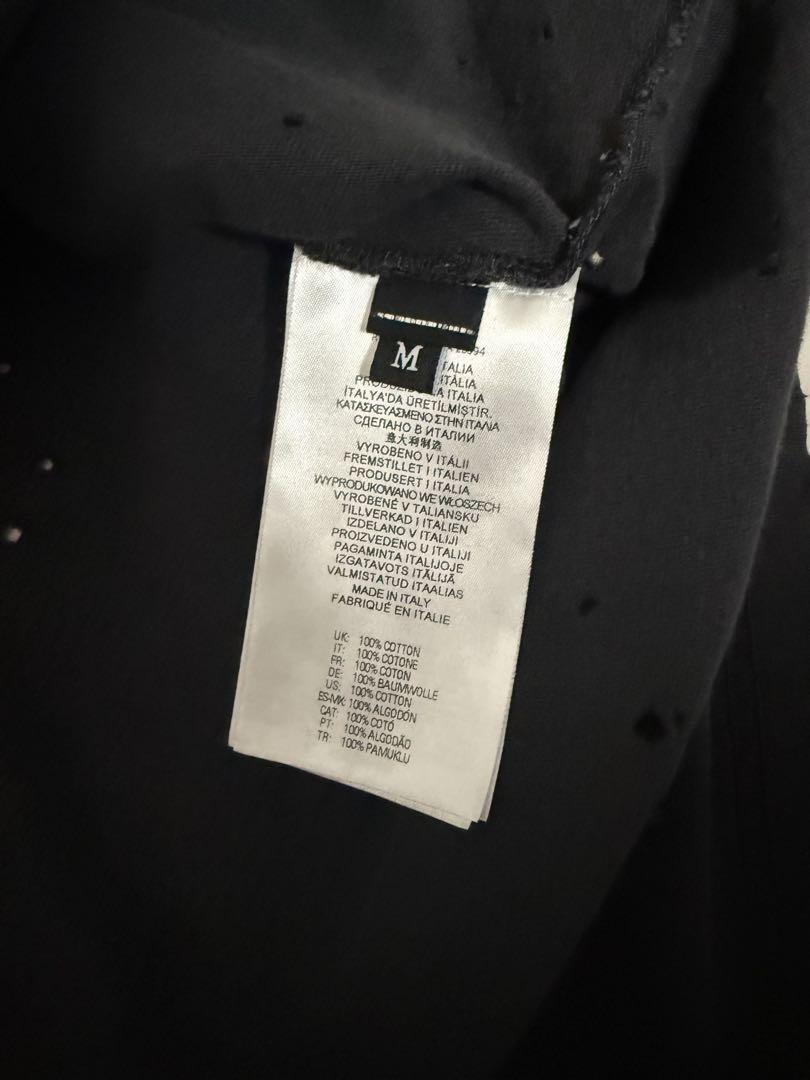 M
TALIA
ITÁLIA
A ITALIA
İTALYA'DA ÜRETİLMİŞTİR.
ΚΑΤΑΣΚΕΥΑΣΜΕΝΟ ΣΤΗΝ ΙΤΑΛΙΑ
СДЕЛАНО В ИТАЛИИ
意大利制造
VYROBENO V ITÁLII
FREMSTILLET I ITALIEN
PRODUSERT I ITALIA
WYPRODUKOWANO WE WŁOSZECH
VYROBENÉ V TALIANSKU
TILLVERKAD I ITALIEN
IZDELANO V ITALIJI
PROIZVEDENO U ITALIJI
PAGAMINTA ITALIJOJE
IZGATAVOTS ITĀLIJĀ
VALMISTATUD ITAALIAS
MADE IN ITALY
FABRIQUÉ EN ITALIE
UK: 100% COTTON
IT: 100% COTONE
FR: 100% COTON
DE: 100% BAUMWOLLE
US: 100% COTTON
ES-MX: 100% ALGODÓN
CAT: 100% COTÓ
PT: 100% ALGODÃO
TR: 100% PAMUKLU